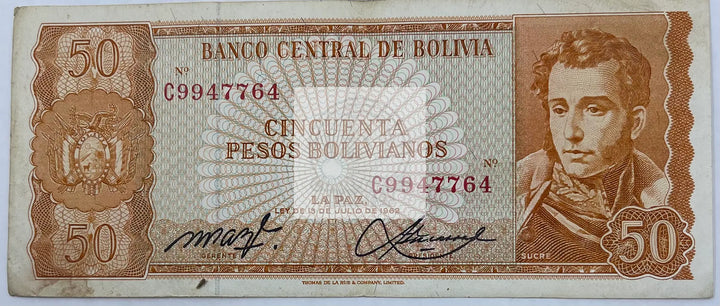 50
BANCO CENTRAL DE BOLIVIA
50
Nº
C9947764
CINCUENTA
PESOS BOLIVIANOS
Nº
C9947764
LA PAZ,
LEY DE 13 DE JULIO DE 1962
GERENTE
SUCRE
50
50
THOMAS DE LA RUE & COMPANY, LIMITED.